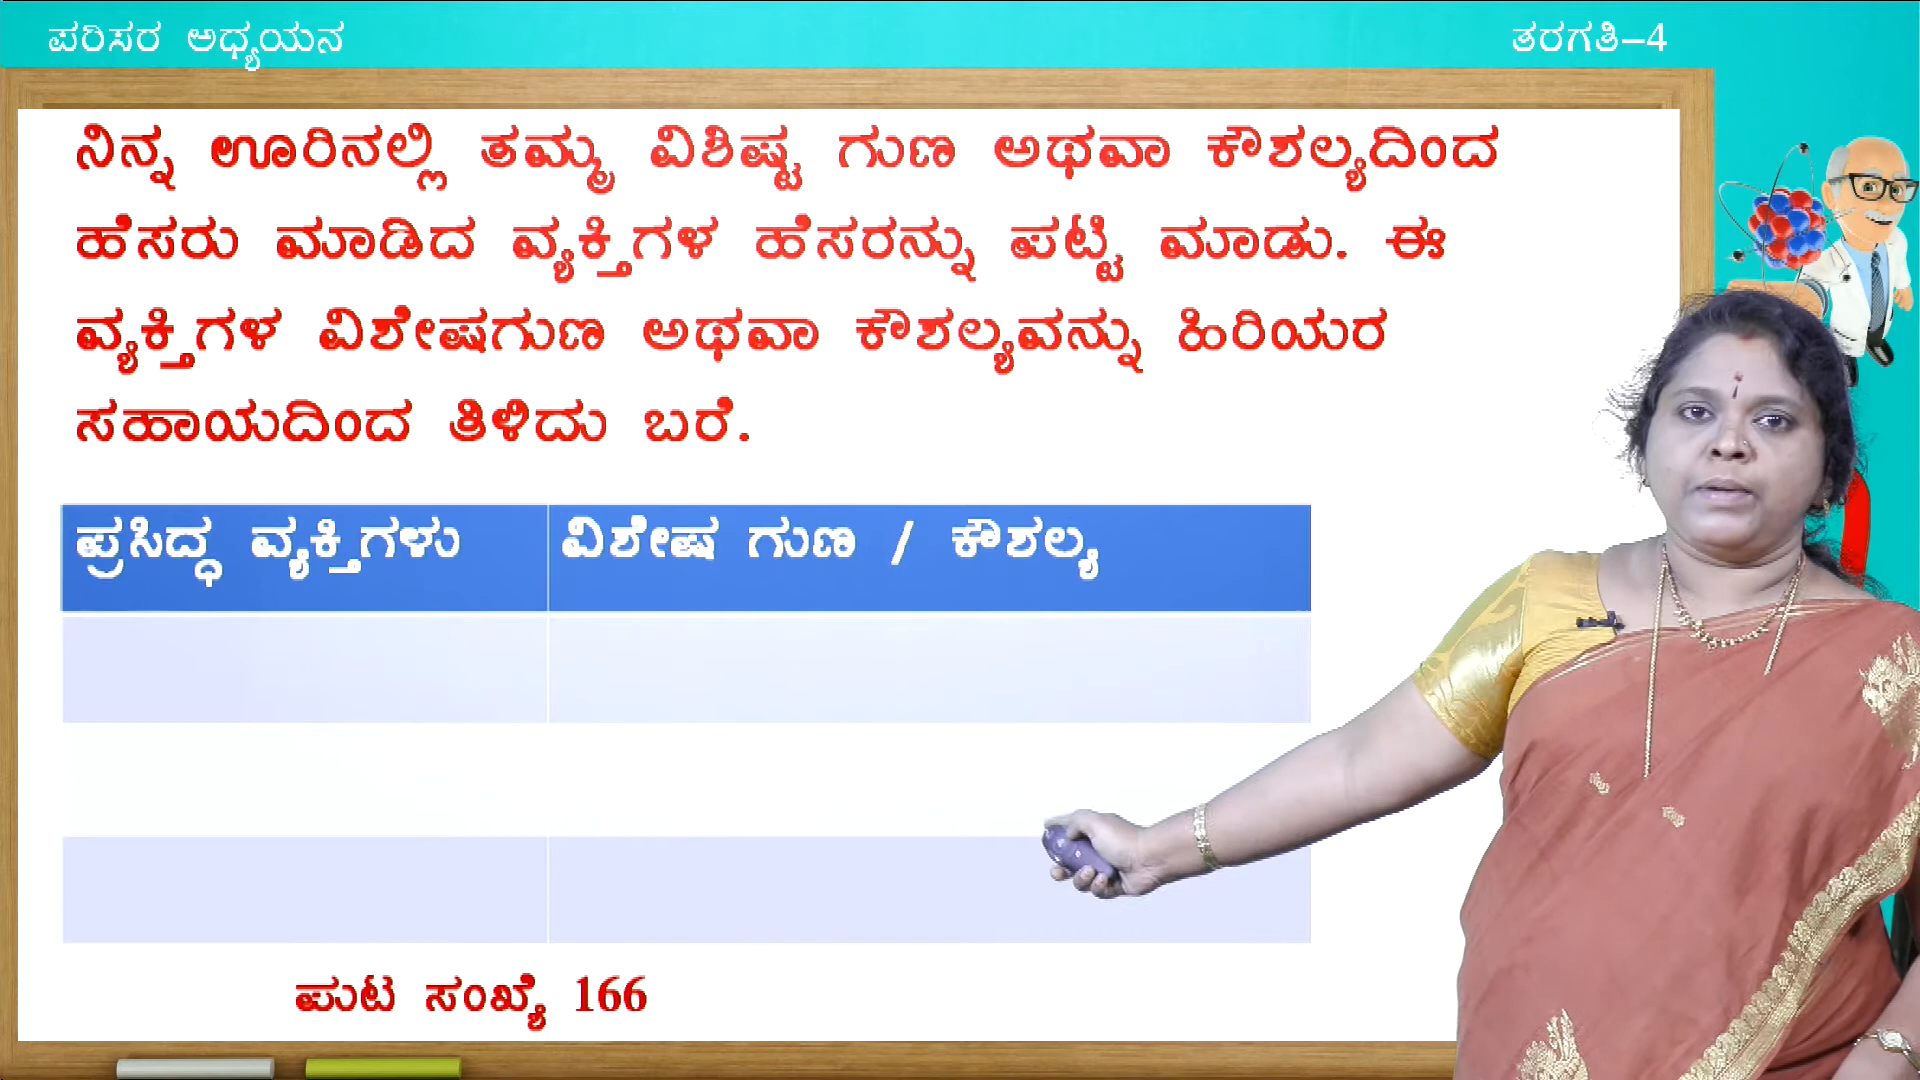 ಪರಿಸರ ಅಧ್ಯಯನ
ತರಗತಿ–4
ನಿನ್ನ ಊರಿನಲ್ಲಿ ತಮ್ಮ ವಿಶಿಷ್ಟ ಗುಣ ಅಥವಾ ಕೌಶಲ್ಯದಿಂದ
ಹೆಸರು ಮಾಡಿದ ವ್ಯಕ್ತಿಗಳ ಹೆಸರನ್ನು ಪಟ್ಟಿ ಮಾಡು. ಈ
ವ್ಯಕ್ತಿಗಳ ವಿಶೇಷಗುಣ ಅಥವಾ ಕೌಶಲ್ಯವನ್ನು ಹಿರಿಯರ
ಸಹಾಯದಿಂದ ತಿಳಿದು ಬರೆ.
ಪ್ರಸಿದ್ಧ ವ್ಯಕ್ತಿಗಳು
ವಿಶೇಷ ಗುಣ / ಕೌಶಲ್ಯ
ಪುಟ ಸಂಖ್ಯೆ 166